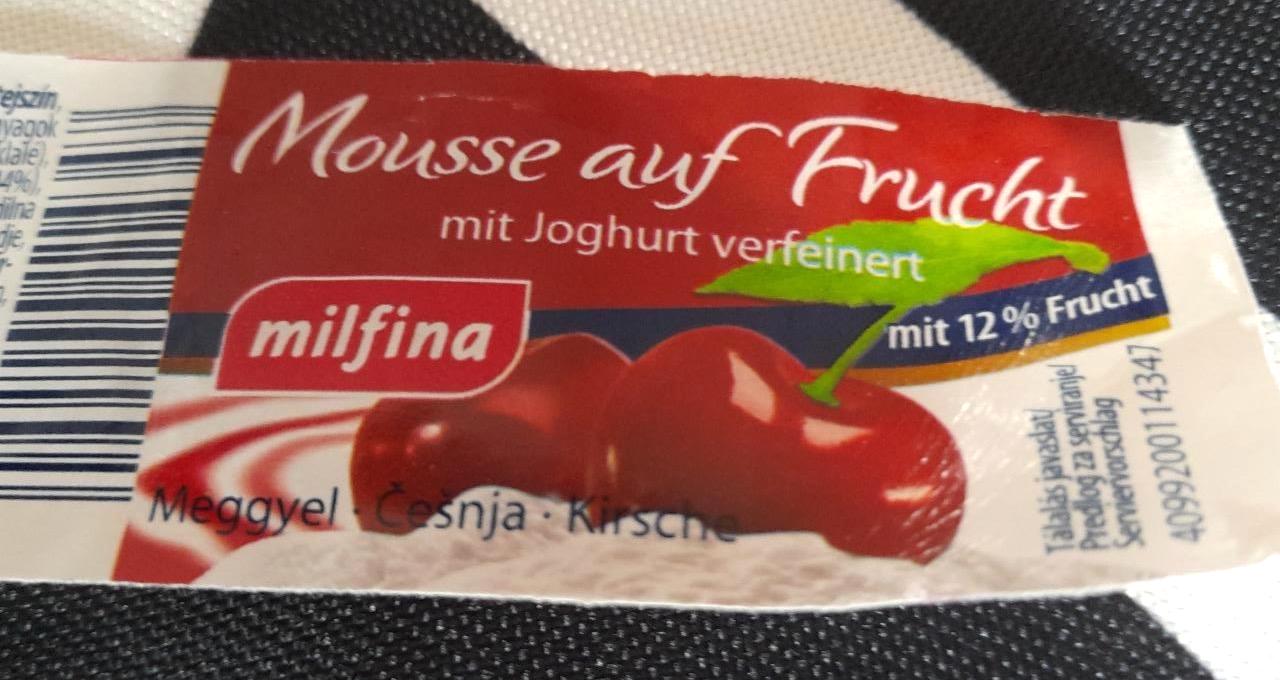 Mousse auf Frucht
mit Joghurt verfeinert
milfina
mit 12 % Frucht
Meggyel · Češnja · Kirsche
Tálalási javaslat/
Predlog za serviranje/
Serviervorschlag
4099200114347